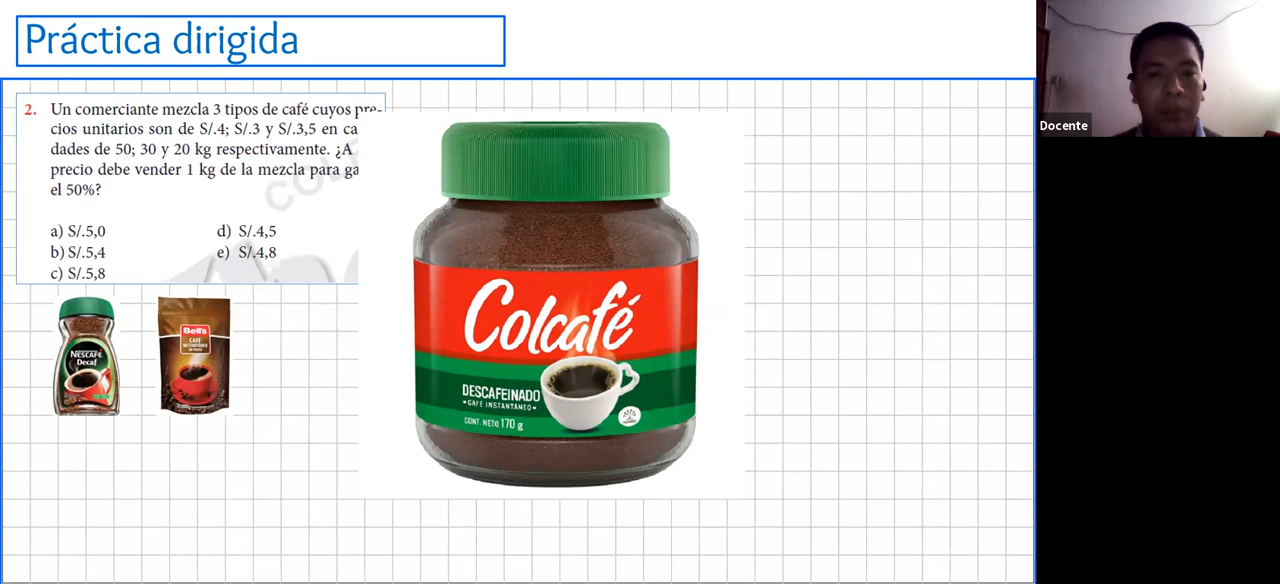 Práctica dirigida
2. Un comerciante mezcla 3 tipos de café cuyos pre-
cios unitarios son de S/.4; S/.3 y S/.3,5 en ca
dades de 50; 30 y 20 kg respectivamente. ¿A
precio debe vender 1 kg de la mezcla para ga
el 50%?
a) S/.5,0 d) S/.4,5
b) S/.5,4 e) S/.4,8
c) S/.5,8
NESCAFÉ
Decaf
Bell's
CAFÉ
INSTANTÁNEO
Colcafé
DESCAFEINADO
•CAFÉ INSTANTÁNEO•
CONT. NETO 170 g
Docente